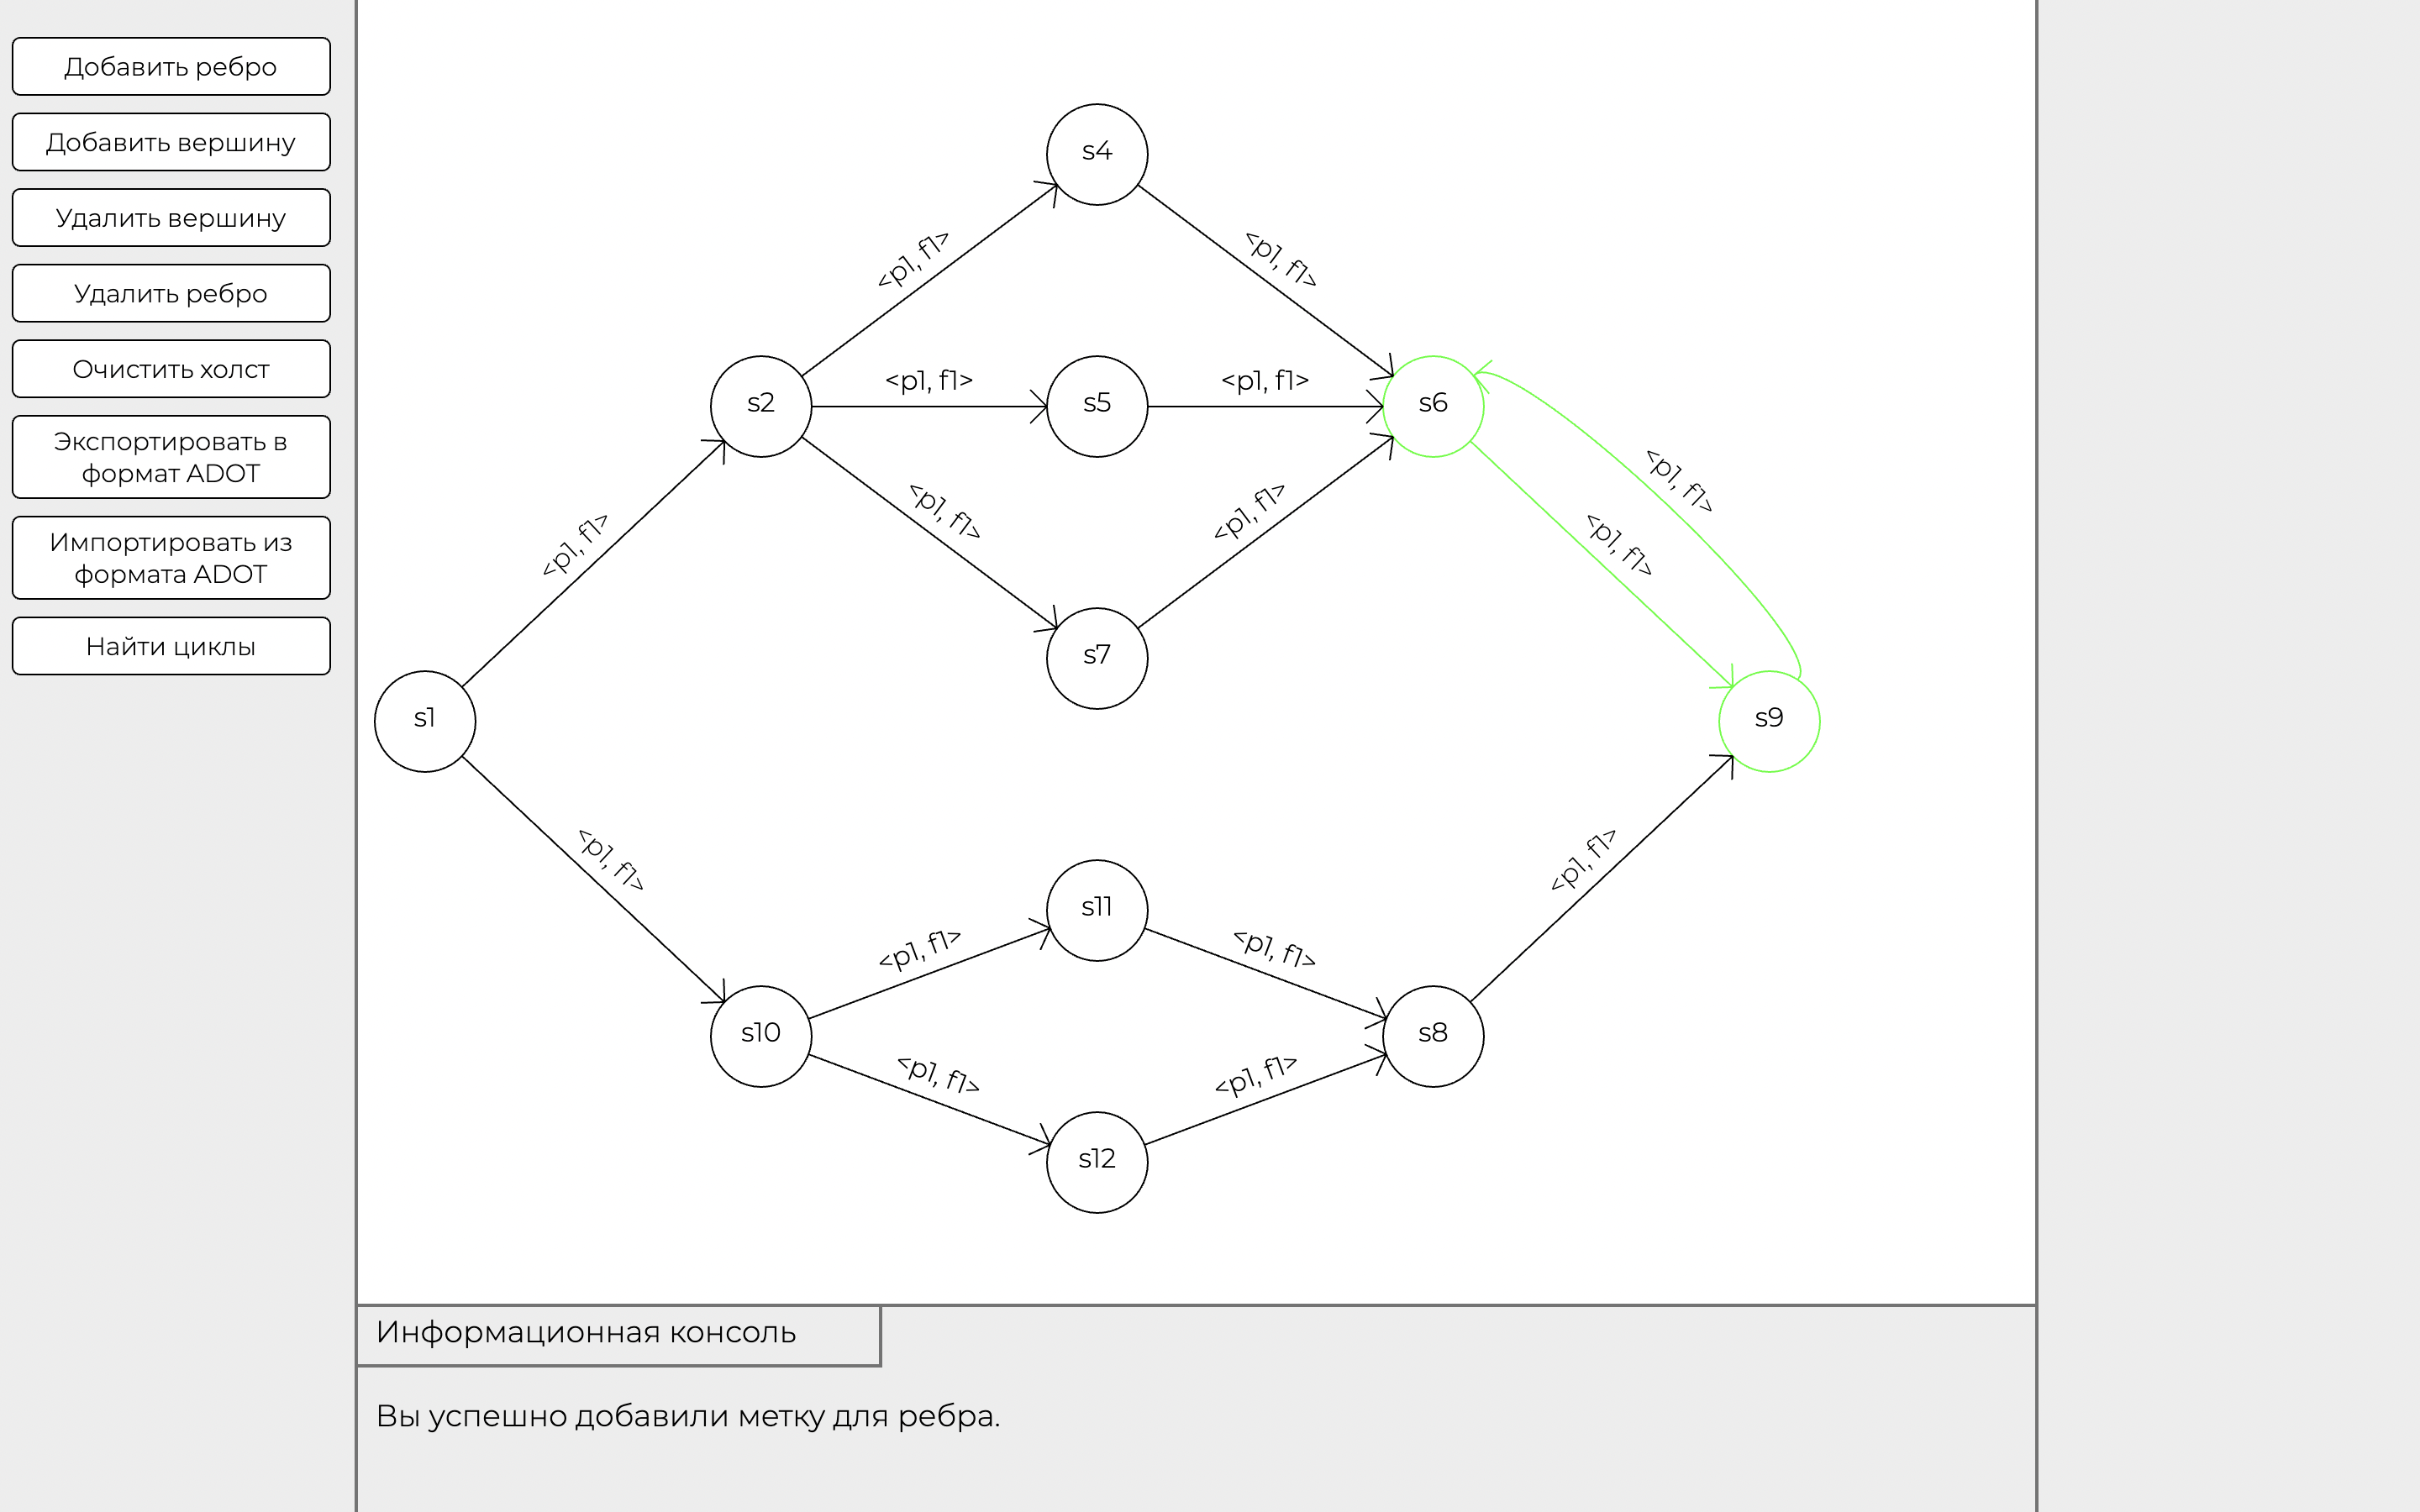 Добавить ребро
Добавить вершину
Удалить вершину
Удалить ребро
Очистить холст
Экспортировать в
формат ADOT
Импортировать из
формата ADOT
Найти циклы
s4
<p1, f1>
<p1, f1>
s2
<p1, f1>
s5
<p1, f1>
s6
<p1, f1>
<p1, f1>
<p1, f1>
<p1, f1>
<p1, f1>
s7
s1
s9
<p1, f1>
<p1, f1>
s11
<p1, f1>
<p1, f1>
s10
s8
<p1, f1>
<p1, f1>
s12
Информационная консоль
Вы успешно добавили метку для ребра.